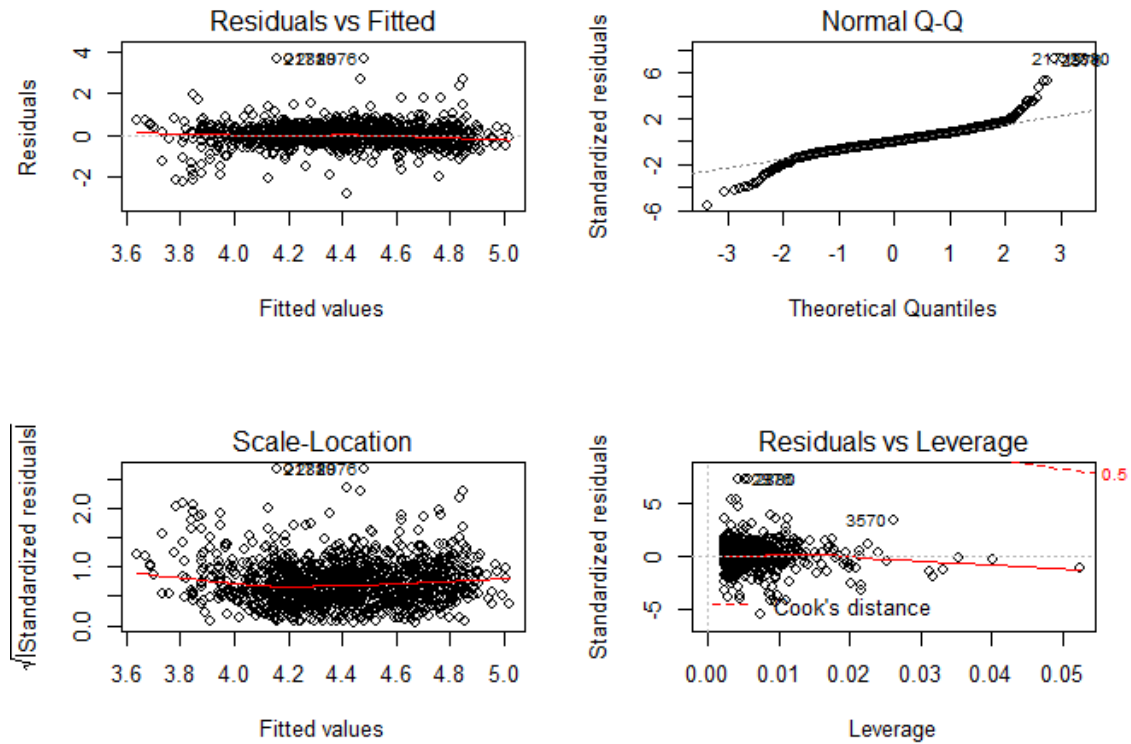 Residuals vs Fitted
Residuals
4
2
0
-2
3.6 3.8 4.0 4.2 4.4 4.6 4.8 5.0
Fitted values
Normal Q-Q
Standardized residuals
6
2
-2
-6
-3 -2 -1 0 1 2 3
Theoretical Quantiles
Scale-Location
√|Standardized residuals|
2.0
1.0
0.0
3.6 3.8 4.0 4.2 4.4 4.6 4.8 5.0
Fitted values
Residuals vs Leverage
Standardized residuals
5
0
-5
3570
0.5
Cook's distance
0.00 0.01 0.02 0.03 0.04 0.05
Leverage